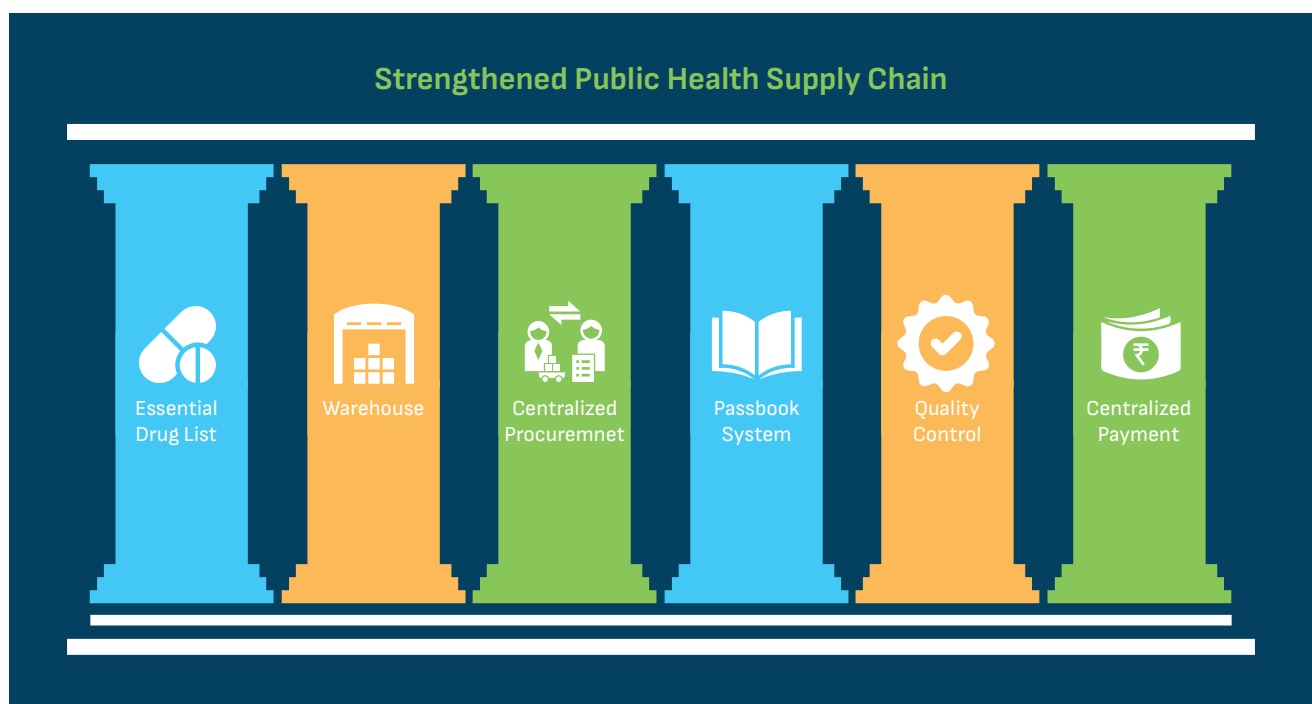 Strengthened Public Health Supply Chain
Essential
Drug List
Warehouse
Centralized
Procuremnet
Passbook
System
Quality
Control
₹
Centralized
Payment